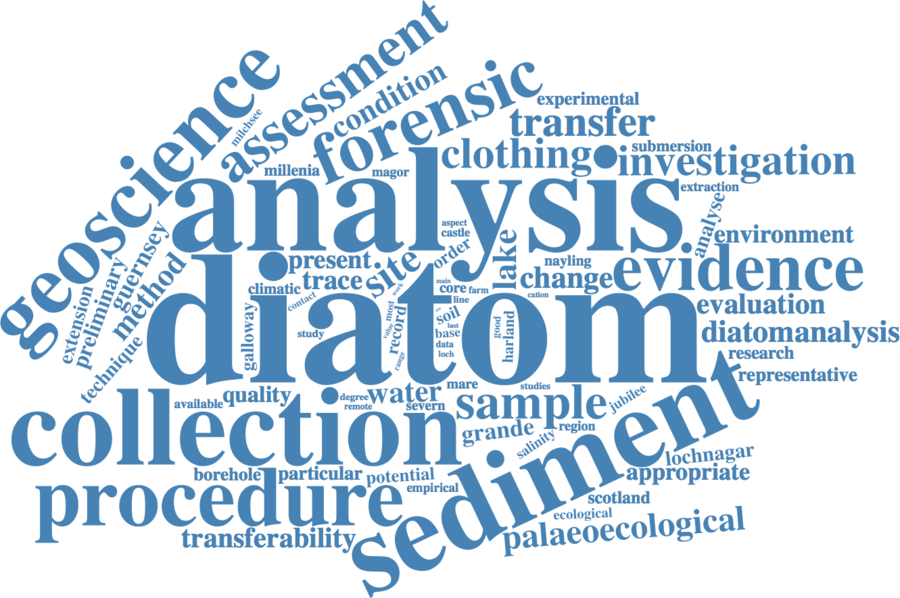 geoscience
milchsee
assessment
condition
forensic
experimental
transfer
millenia
magor
clothing
submersion
investigation
analysis
extraction
analyse
environment
guernsey
extension
preliminary
method
technique
present
trace
climatic
contact
site
order
aspect
castle
lake
nayling
change
evidence
cation
main
core
farm
line
work
diatom
galloway
study
value
most
record
range
soil
last
base
data
loch
good
harland
evaluation
diatomanalysis
research
representative
collection
available
quality
degree
remote
water
severn
mare
studies
sample
jubilee
grande
salinity
region
sediment
lochnagar
appropriate
borehole
particular
potential
empirical
scotland
ecological
procedure
transferability
palaeoecological